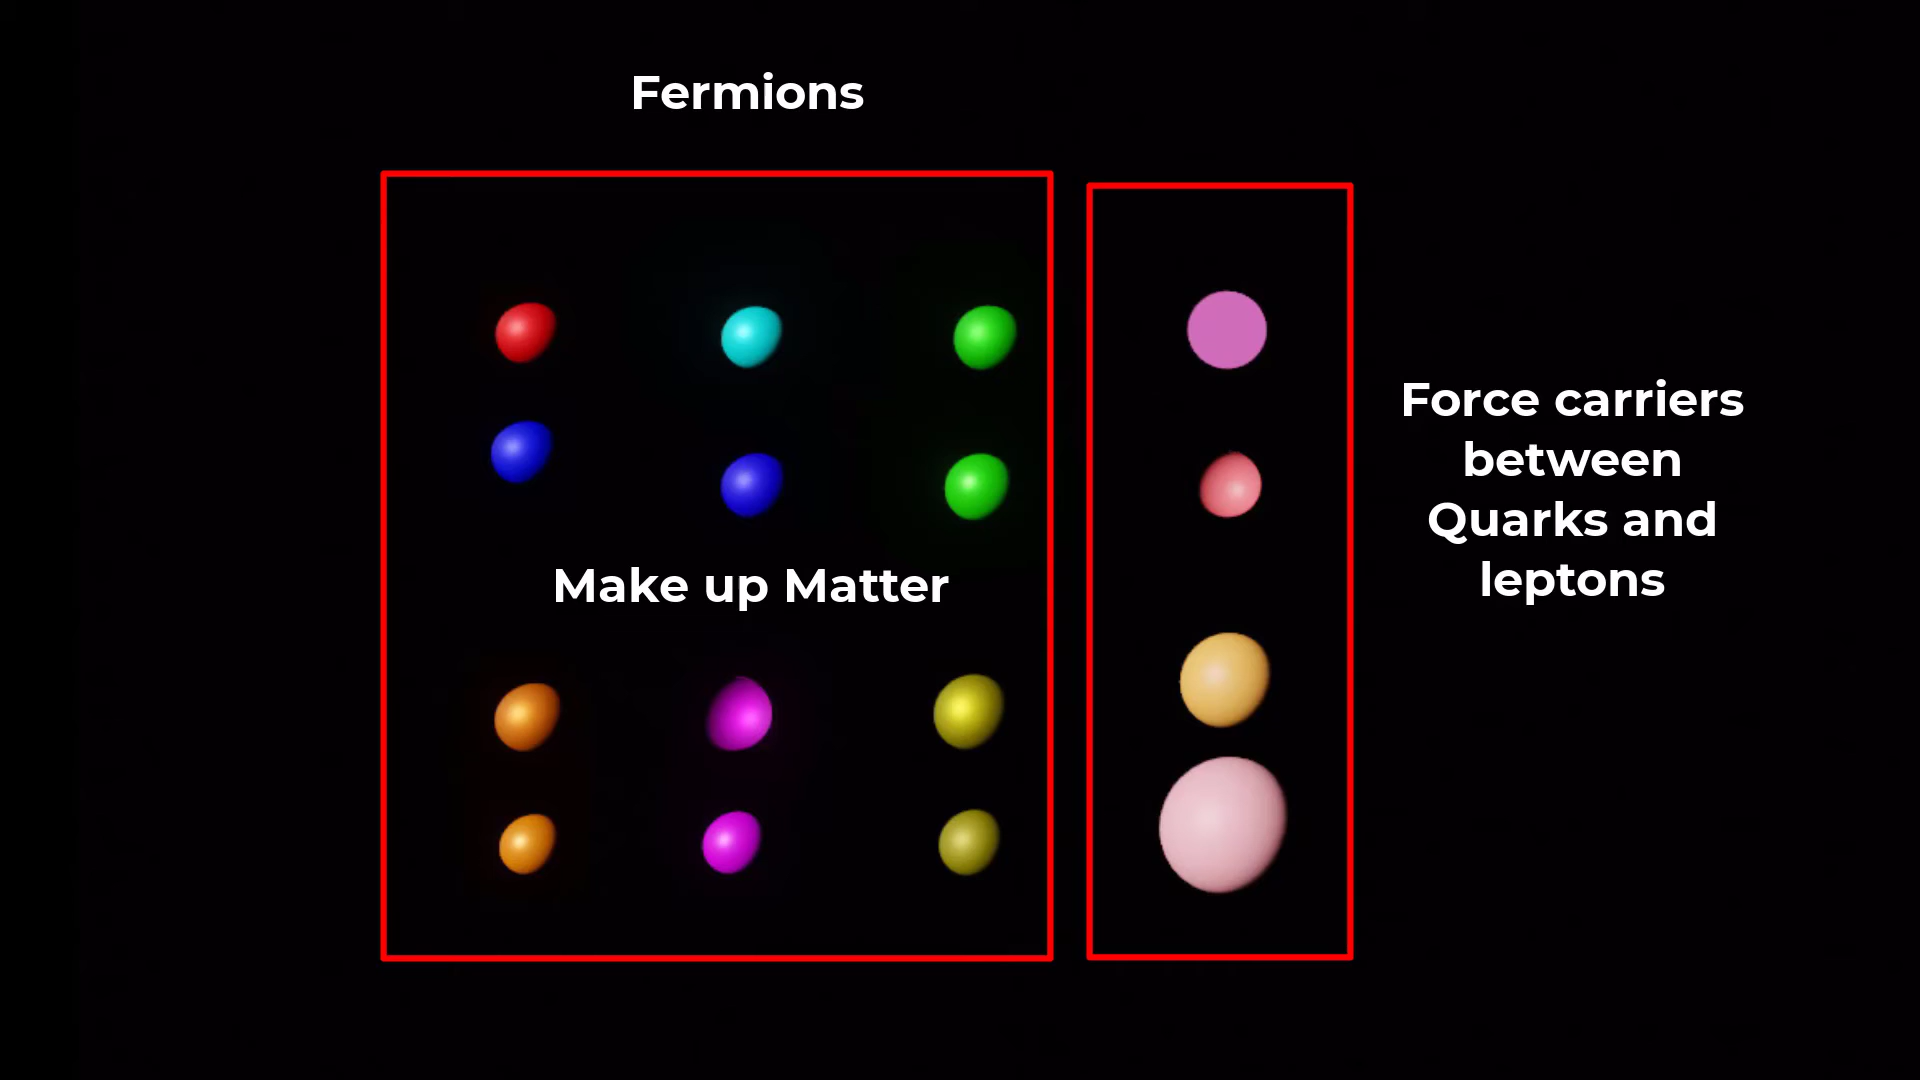 Fermions
Make up Matter
Force carriers
between
Quarks and
leptons